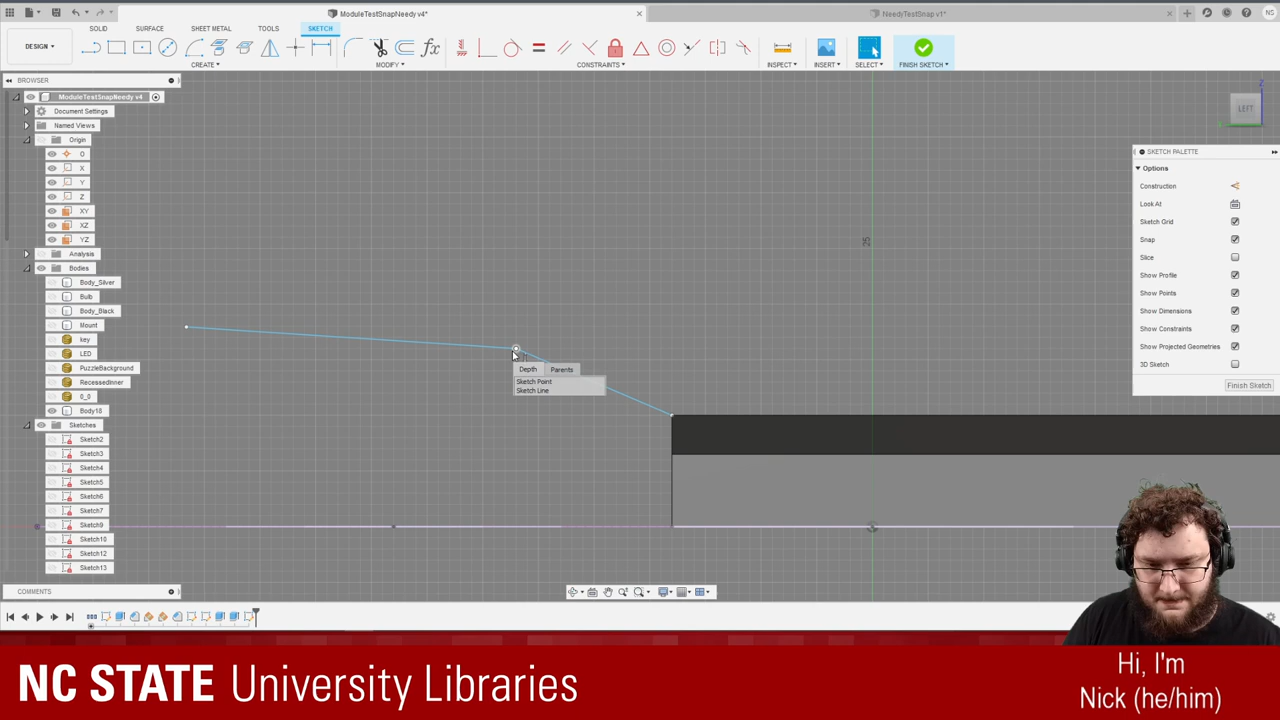 ModuleTestSnapNeedy v4*
NeedyTestSnap v1*
NS
DESIGN
SOLID
SURFACE
SHEET METAL
TOOLS
SKETCH
CREATE
MODIFY
CONSTRAINTS
INSPECT
INSERT
SELECT
FINISH SKETCH
BROWSER
ModuleTestSnapNeedy v4
Document Settings
Named Views
Origin
O
X
Y
Z
XY
XZ
YZ
Analysis
Bodies
Body_Silver
Bulb
Body_Black
Mount
key
LED
PuzzleBackground
RecessedInner
0_0
Body18
Sketches
Sketch2
Sketch3
Sketch4
Sketch5
Sketch6
Sketch7
Sketch9
Sketch10
Sketch12
Sketch13
COMMENTS
25
Depth
Parents
Sketch Point
Sketch Line
Z
LEFT
SKETCH PALETTE
Options
Construction
Look At
Sketch Grid
Snap
Slice
Show Profile
Show Points
Show Dimensions
Show Constraints
Show Projected Geometries
3D Sketch
Finish Sketch
NC STATE University Libraries
Hi, I'm
Nick (he/him)